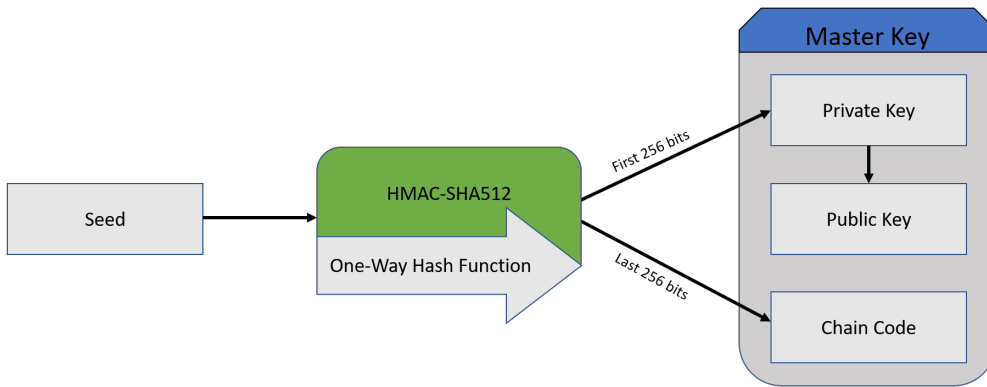 Master Key
Private Key
First 256 bits
HMAC-SHA512
Seed
Public Key
One-Way Hash Function
Last 256 bits
Chain Code